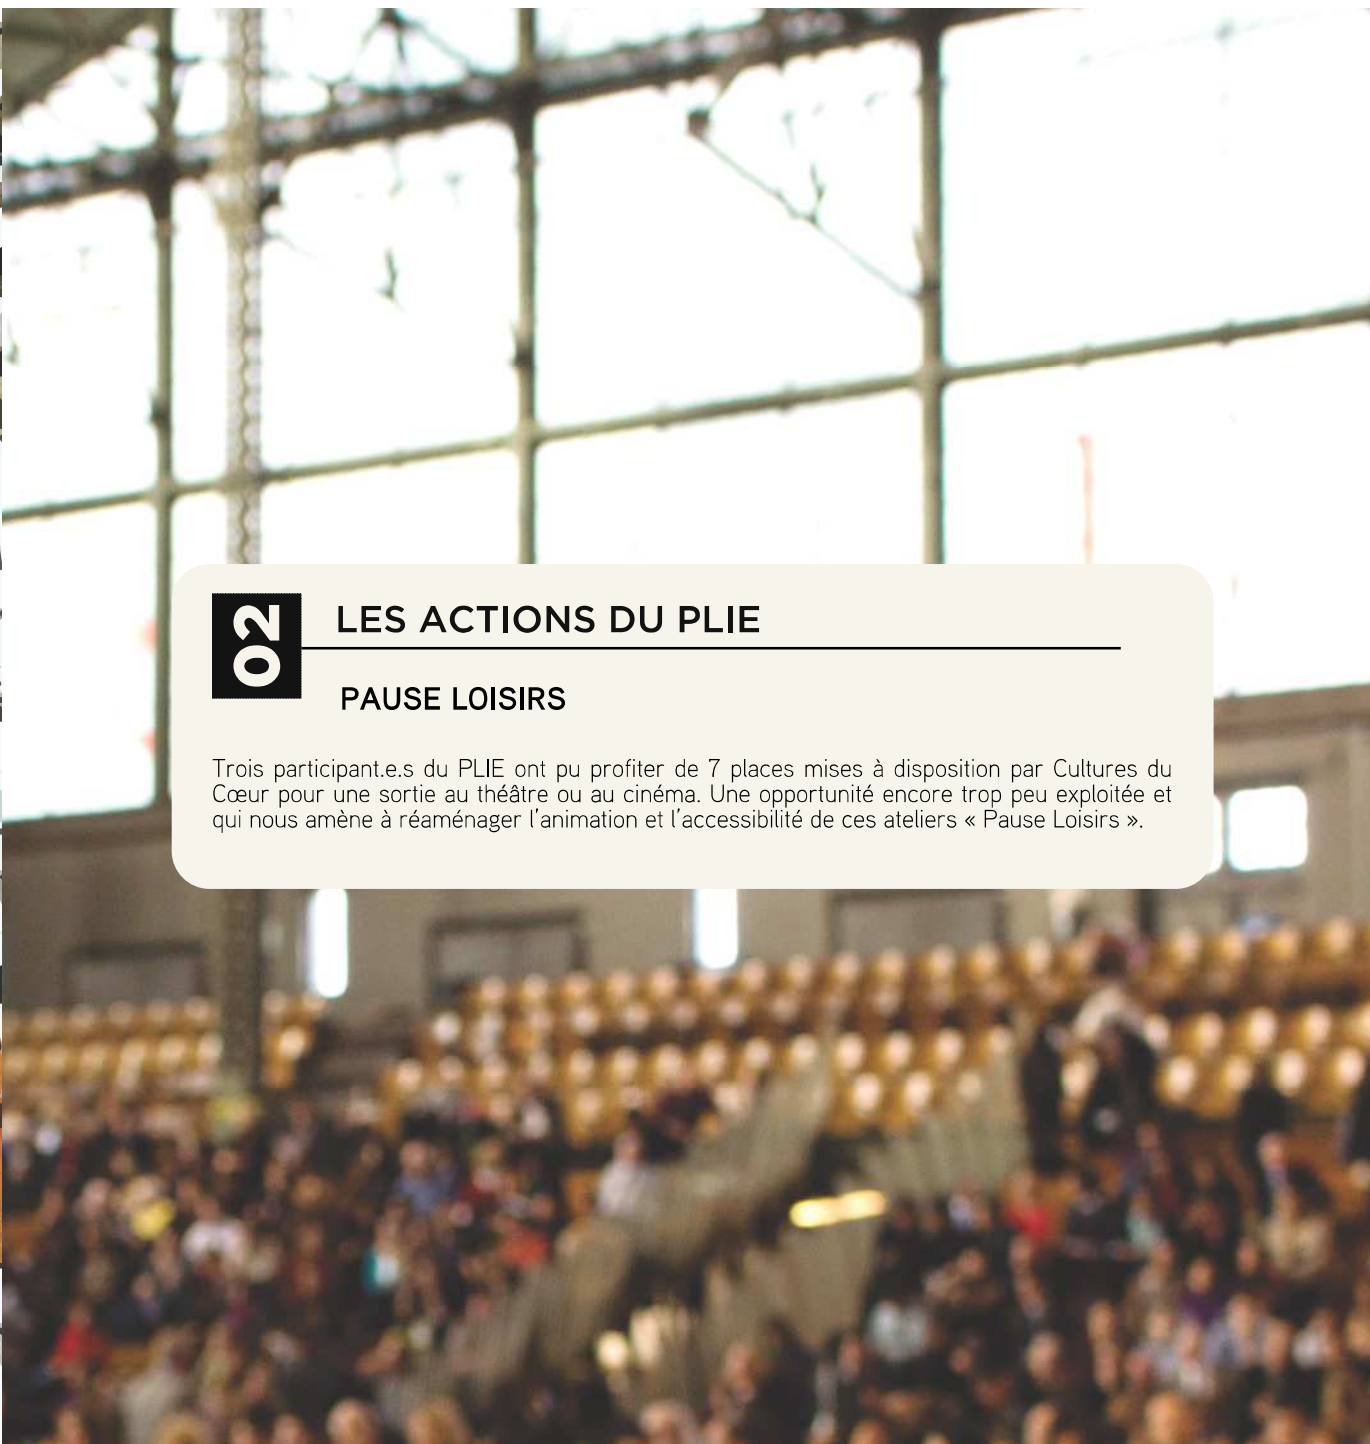 02
LES ACTIONS DU PLIE
PAUSE LOISIRS
Trois participant.e.s du PLIE ont pu profiter de 7 places mises à disposition par Cultures du
Cœur pour une sortie au théâtre ou au cinéma. Une opportunité encore trop peu exploitée et
qui nous amène à réaménager l'animation et l'accessibilité de ces ateliers « Pause Loisirs ».